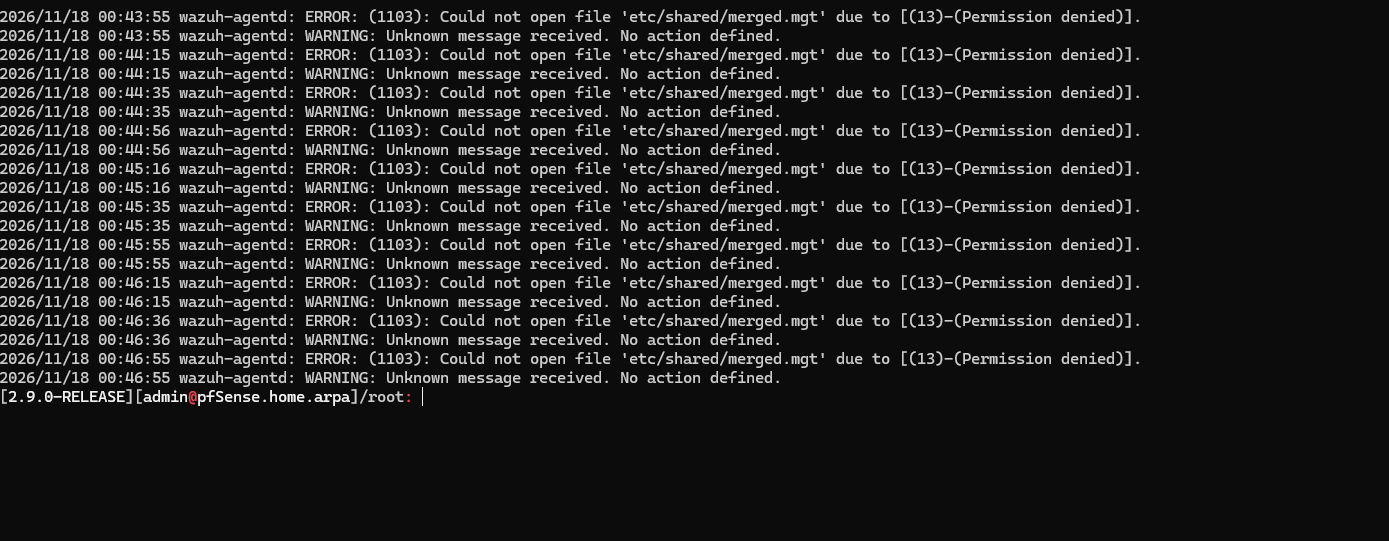 2026/11/18 00:43:55 wazuh-agentd: ERROR: (1103): Could not open file 'etc/shared/merged.mgt' due to [(13)-(Permission denied)].
2026/11/18 00:43:55 wazuh-agentd: WARNING: Unknown message received. No action defined.
2026/11/18 00:44:15 wazuh-agentd: ERROR: (1103): Could not open file 'etc/shared/merged.mgt' due to [(13)-(Permission denied)].
2026/11/18 00:44:15 wazuh-agentd: WARNING: Unknown message received. No action defined.
2026/11/18 00:44:35 wazuh-agentd: ERROR: (1103): Could not open file 'etc/shared/merged.mgt' due to [(13)-(Permission denied)].
2026/11/18 00:44:35 wazuh-agentd: WARNING: Unknown message received. No action defined.
2026/11/18 00:44:56 wazuh-agentd: ERROR: (1103): Could not open file 'etc/shared/merged.mgt' due to [(13)-(Permission denied)].
2026/11/18 00:44:56 wazuh-agentd: WARNING: Unknown message received. No action defined.
2026/11/18 00:45:16 wazuh-agentd: ERROR: (1103): Could not open file 'etc/shared/merged.mgt' due to [(13)-(Permission denied)].
2026/11/18 00:45:16 wazuh-agentd: WARNING: Unknown message received. No action defined.
2026/11/18 00:45:35 wazuh-agentd: ERROR: (1103): Could not open file 'etc/shared/merged.mgt' due to [(13)-(Permission denied)].
2026/11/18 00:45:35 wazuh-agentd: WARNING: Unknown message received. No action defined.
2026/11/18 00:45:55 wazuh-agentd: ERROR: (1103): Could not open file 'etc/shared/merged.mgt' due to [(13)-(Permission denied)].
2026/11/18 00:45:55 wazuh-agentd: WARNING: Unknown message received. No action defined.
2026/11/18 00:46:15 wazuh-agentd: ERROR: (1103): Could not open file 'etc/shared/merged.mgt' due to [(13)-(Permission denied)].
2026/11/18 00:46:15 wazuh-agentd: WARNING: Unknown message received. No action defined.
2026/11/18 00:46:36 wazuh-agentd: ERROR: (1103): Could not open file 'etc/shared/merged.mgt' due to [(13)-(Permission denied)].
2026/11/18 00:46:36 wazuh-agentd: WARNING: Unknown message received. No action defined.
2026/11/18 00:46:55 wazuh-agentd: ERROR: (1103): Could not open file 'etc/shared/merged.mgt' due to [(13)-(Permission denied)].
2026/11/18 00:46:55 wazuh-agentd: WARNING: Unknown message received. No action defined.
[2.9.0-RELEASE][admin@pfSense.home.arpa]/root: